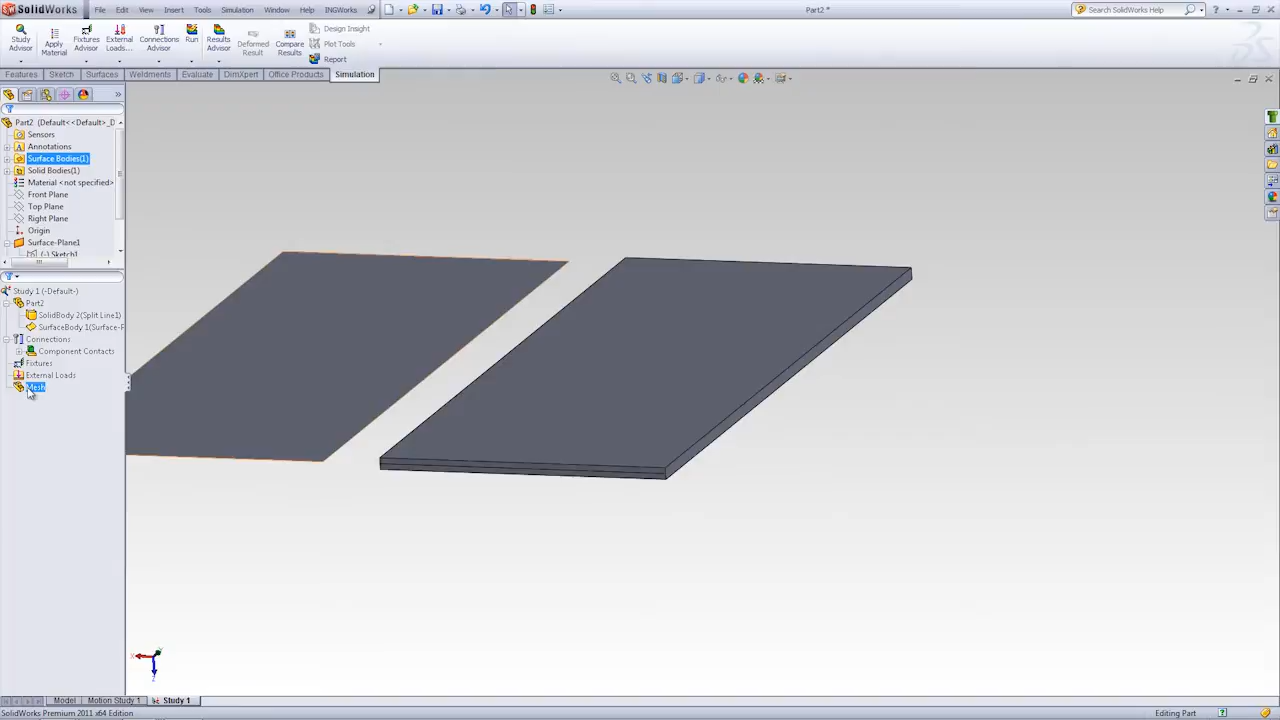 SolidWorks File Edit View Insert Tools Simulation Window Help INGWorks Part2 * Search SolidWorks Help
Study Advisor Apply Material Fixtures Advisor External Loads... Connections Advisor Run Results Advisor Deformed Result Compare Results Design Insight Plot Tools Report
Features Sketch Surfaces Weldments Evaluate DimXpert Office Products Simulation
Part2 (Default<<Default>_D
Sensors
Annotations
Surface Bodies(1)
Solid Bodies(1)
Material <not specified>
Front Plane
Top Plane
Right Plane
Origin
Surface-Plane1
(-) Sketch1
Study 1 (-Default-)
Part2
SolidBody 2(Split Line1)
SurfaceBody 1(Surface-P
Connections
Component Contacts
Fixtures
External Loads
Mesh
X Z
Model Motion Study 1 Study 1
SolidWorks Premium 2011 x64 Edition Editing Part